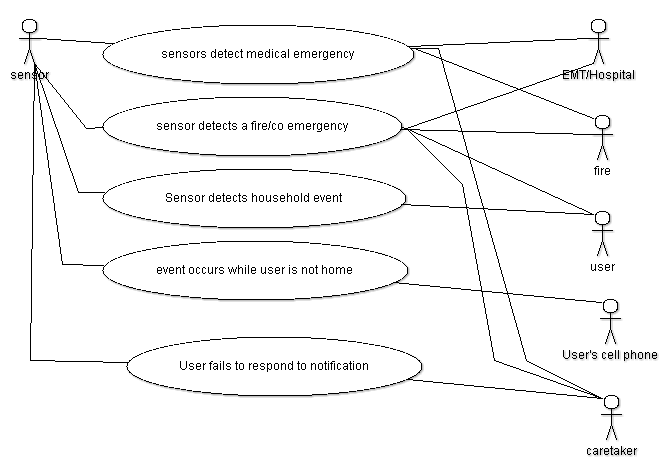 sensor
sensors detect medical emergency
EMT/Hospital
sensor detects a fire/co emergency
fire
Sensor detects household event
user
event occurs while user is not home
User's cell phone
User fails to respond to notification
caretaker